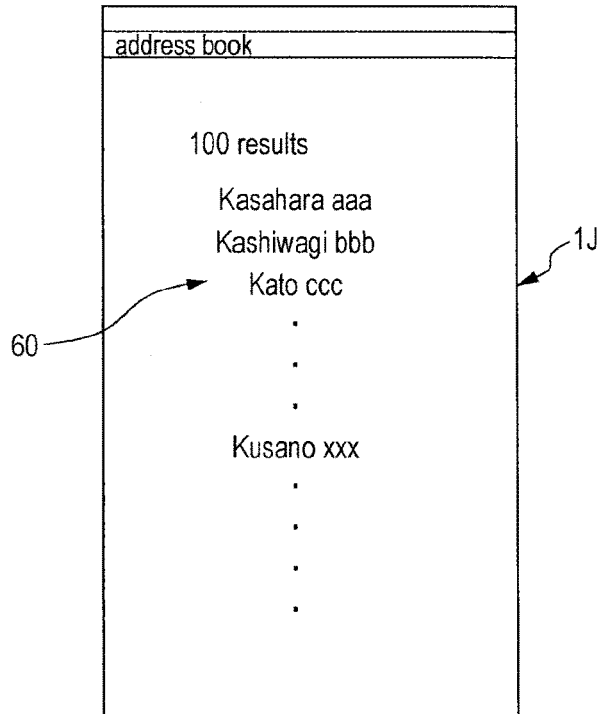 address book
100 results
Kasahara aaa
Kashiwagi bbb
1J
Kato ccc
60
.
.
.
Kusano xxx
.
.
.
.